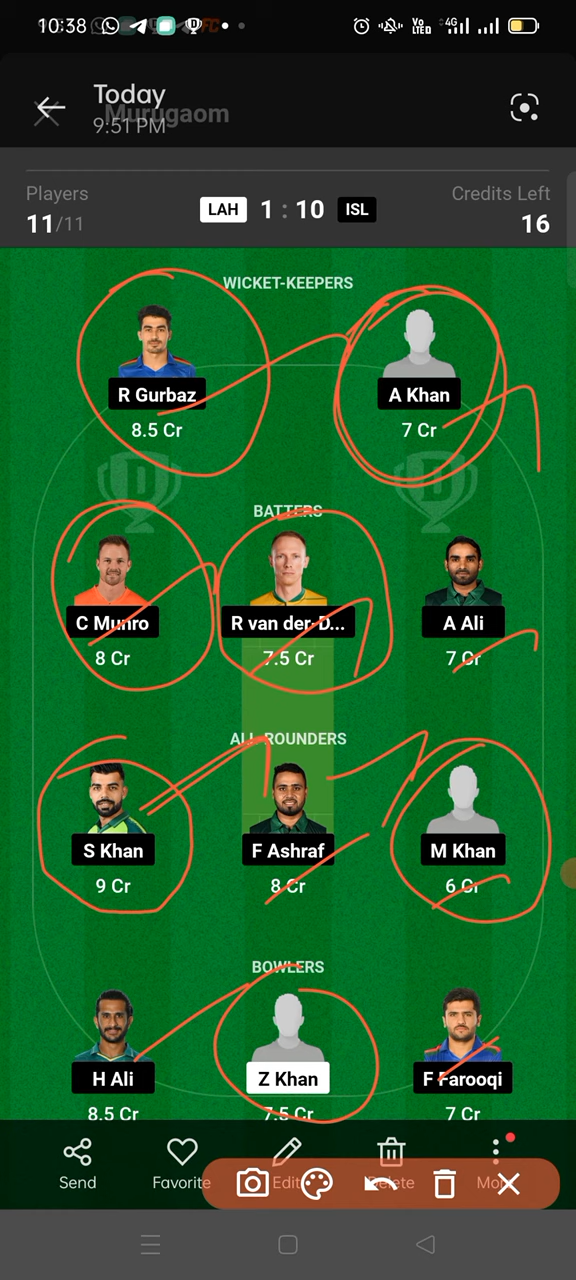 10:38
Vo LTED 4G
Today
Murugaom
9:51 PM
Players
Credits Left
11/11
LAH 1 : 10 ISL
16
WICKET-KEEPERS
R Gurbaz
A Khan
8.5 Cr
7 Cr
BATTERS
C Munro
R van der-D...
A Ali
8 Cr
7.5 Cr
7 Cr
ALL-ROUNDERS
S Khan
F Ashraf
M Khan
9 Cr
8 Cr
6 Cr
BOWLERS
H Ali
Z Khan
F Farooqi
8.5 Cr
7.5 Cr
7 Cr
Send
Favorite
Edit
Delete
More